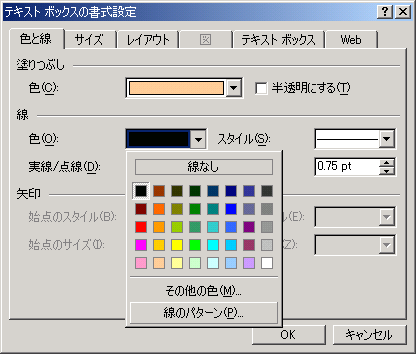 テキスト ボックスの書式設定
色と線 サイズ レイアウト 図 テキスト ボックス Web
塗りつぶし
色(C): 半透明にする(T)
線
色(O): スタイル(S):
線なし
実線/点線(D): 0.75 pt
矢印
始点のスタイル(B): (E):
始点のサイズ(I): (Z):
その他の色(M)...
線のパターン(P)...
OK キャンセル